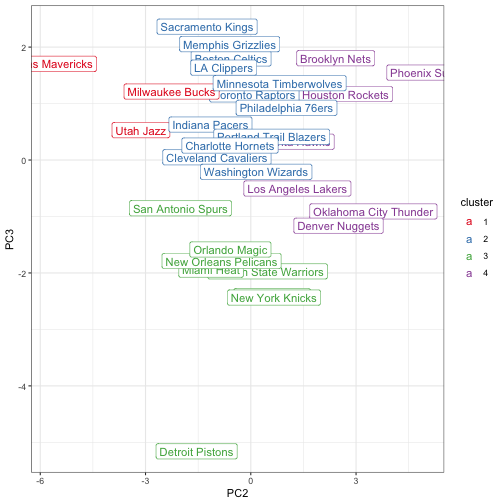 Sacramento Kings
Memphis Grizzlies
Boston Celtics
Brooklyn Nets
s Mavericks
LA Clippers
Phoenix Su
Minnesota Timberwolves
Milwaukee Bucks
Toronto Raptors
Houston Rockets
Philadelphia 76ers
Indiana Pacers
Utah Jazz
Portland Trail Blazers
Charlotte Hornets
Cleveland Cavaliers
Washington Wizards
Los Angeles Lakers
San Antonio Spurs
Oklahoma City Thunder
Denver Nuggets
Orlando Magic
New Orleans Pelicans
Miami Heat
n State Warriors
New York Knicks
Detroit Pistons
2
0
-2
-4
-6
-3
0
3
PC2
PC3
cluster
a 1
a 2
a 3
a 4